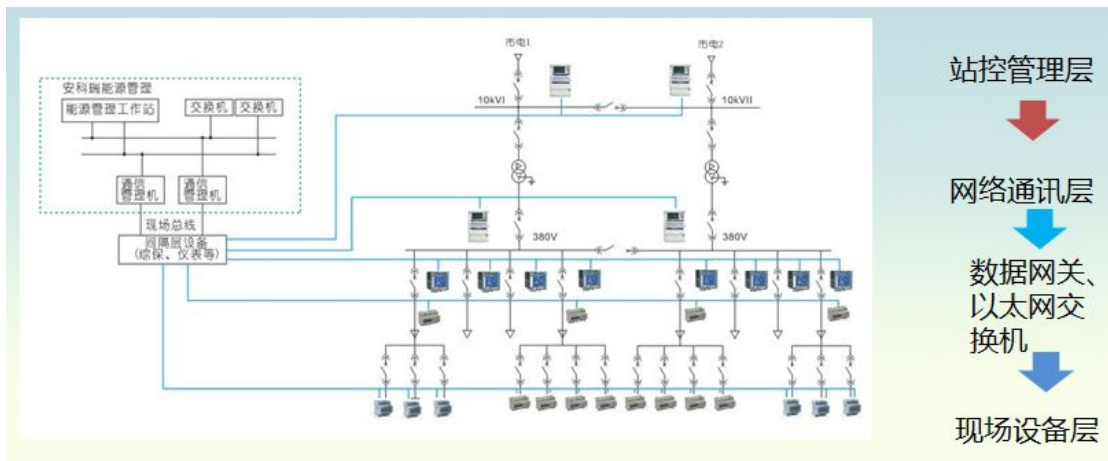 市电1
市电2
安科瑞能源管理
能源管理工作站
交换机
交换机
10kVI
10kVII
通信
管理机
通信
管理机
现场总线
间隔层设备
(综保、仪表等)
380V
380V
站控管理层
网络通讯层
数据网关、
以太网交
换机
现场设备层